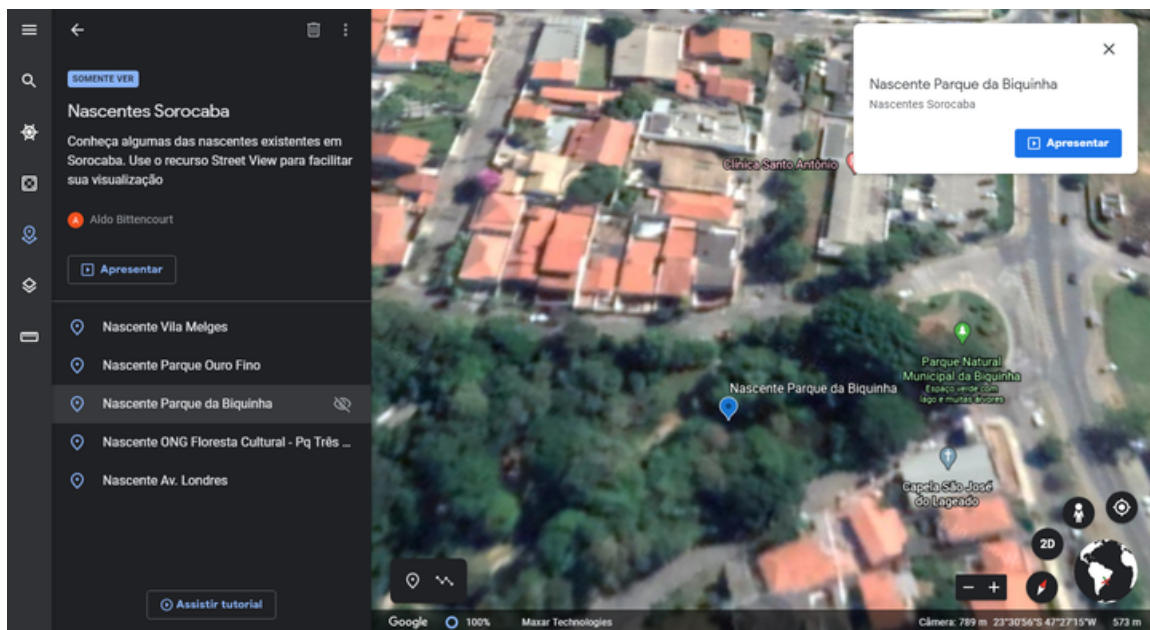 SOMENTE VER
Nascentes Sorocaba
Conheça algumas das nascentes existentes em
Sorocaba. Use o recurso Street View para facilitar
sua visualização
A Aldo Bittencourt
Apresentar
Nascente Vila Melges
Nascente Parque Ouro Fino
Nascente Parque da Biquinha
Nascente ONG Floresta Cultural - Pq Três ...
Nascente Av. Londres
Assistir tutorial
Nascente Parque da Biquinha
Nascentes Sorocaba
Apresentar
Clínica Santo Antônio
Parque Natural
Municipal da Biquinha
Espaço verde com
lago e muitas árvores
Nascente Parque da Biquinha
Capela São José
do Lageado
2D
Google
100%
Maxar Technologies
Câmera: 789 m 23°30'56"S 47°27'15"W 573 m